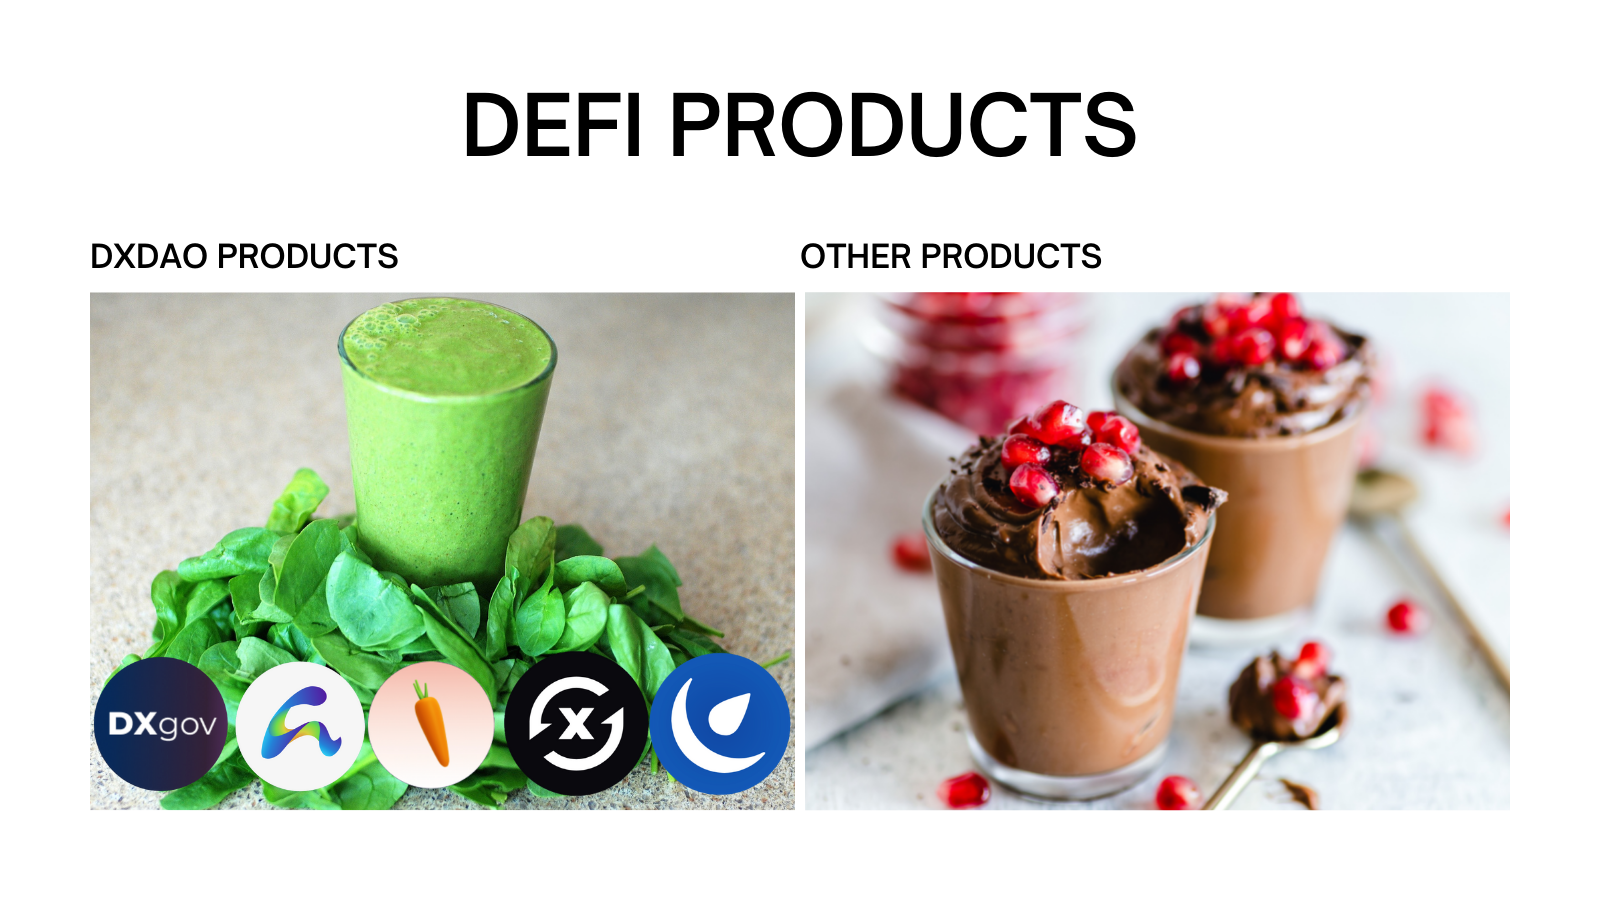 DEFI PRODUCTS
DXDAO PRODUCTS
OTHER PRODUCTS
DXgov
X